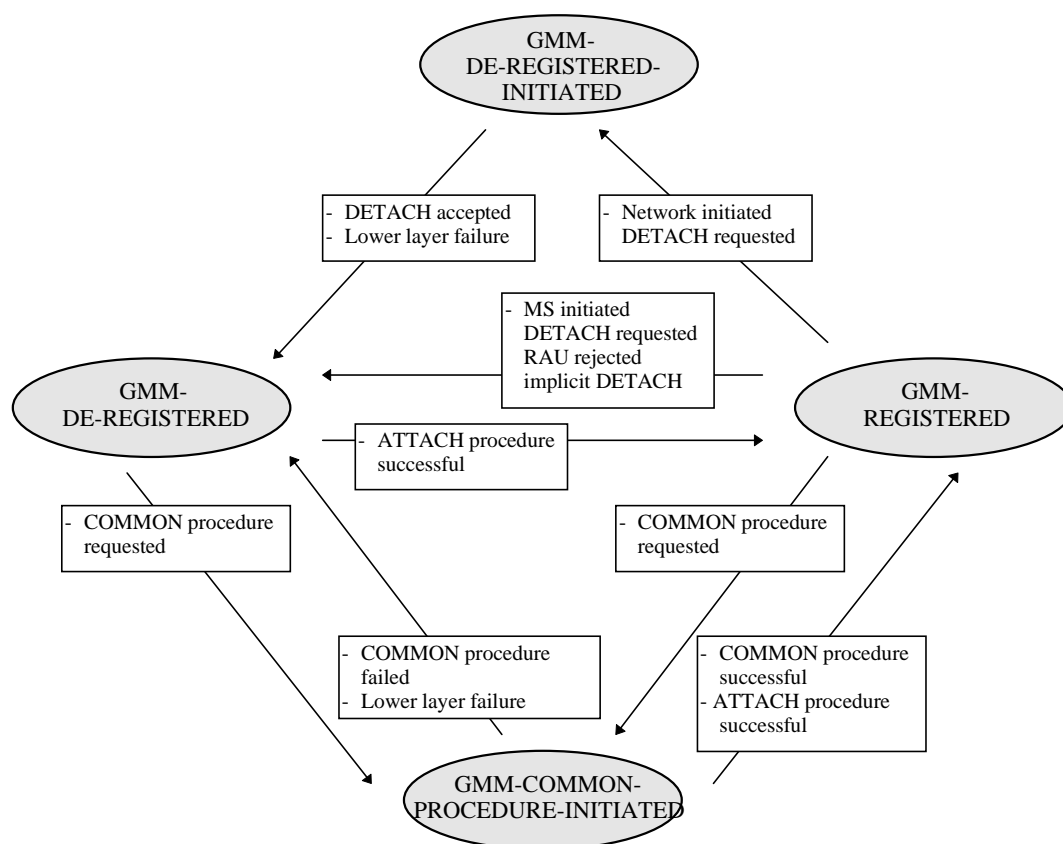 GMM-
DE-REGISTERED-
INITIATED
- DETACH accepted
- Lower layer failure
- Network initiated
DETACH requested
- MS initiated
DETACH requested
RAU rejected
implicit DETACH
GMM-
DE-REGISTERED
GMM-
REGISTERED
- ATTACH procedure
successful
- COMMON procedure
requested
- COMMON procedure
requested
- COMMON procedure
failed
- Lower layer failure
- COMMON procedure
successful
- ATTACH procedure
successful
GMM-COMMON-
PROCEDURE-INITIATED